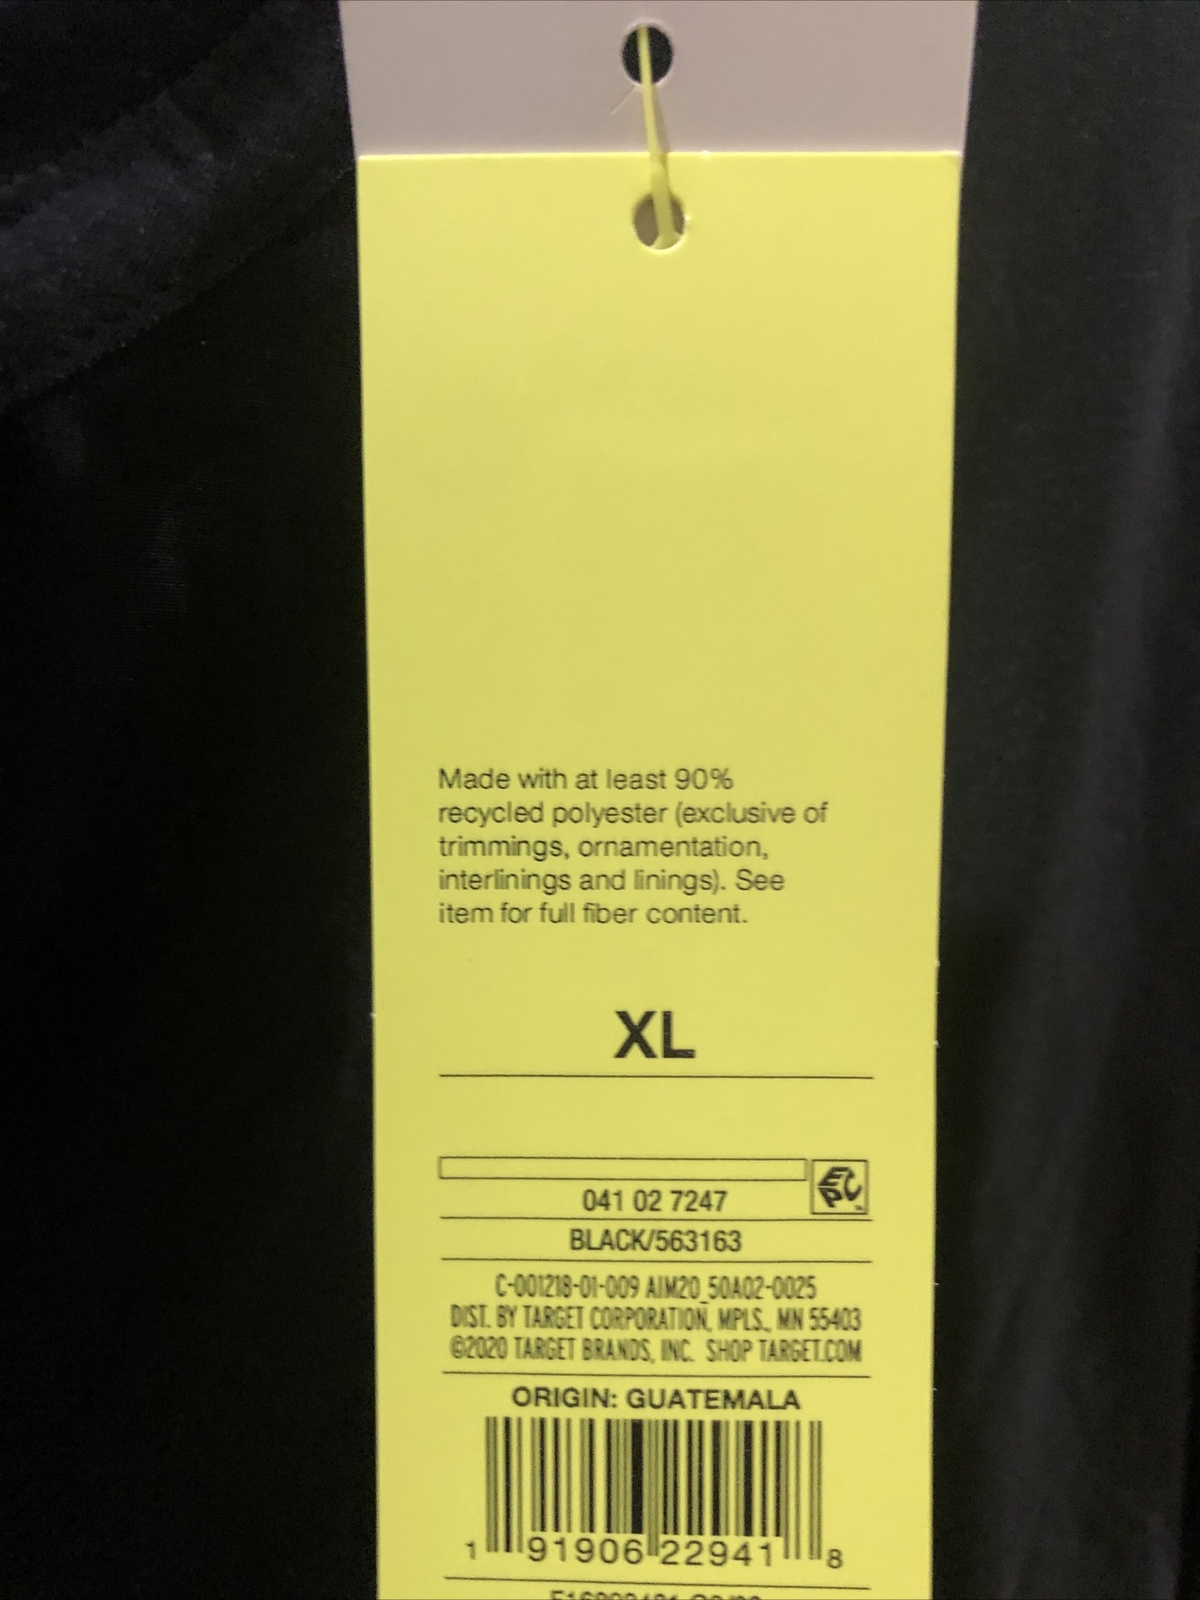 Made with at least 90%
recycled polyester (exclusive of
trimmings, ornamentation,
interlinings and linings). See
item for full fiber content.
XL
EPC
041 02 7247
BLACK/563163
C-001218-01-009 AIM20_50A02-0025
DIST. BY TARGET CORPORATION, MPLS., MN 55403
©2020 TARGET BRANDS, INC. SHOP TARGET.COM
ORIGIN: GUATEMALA
1 91906 22941 8